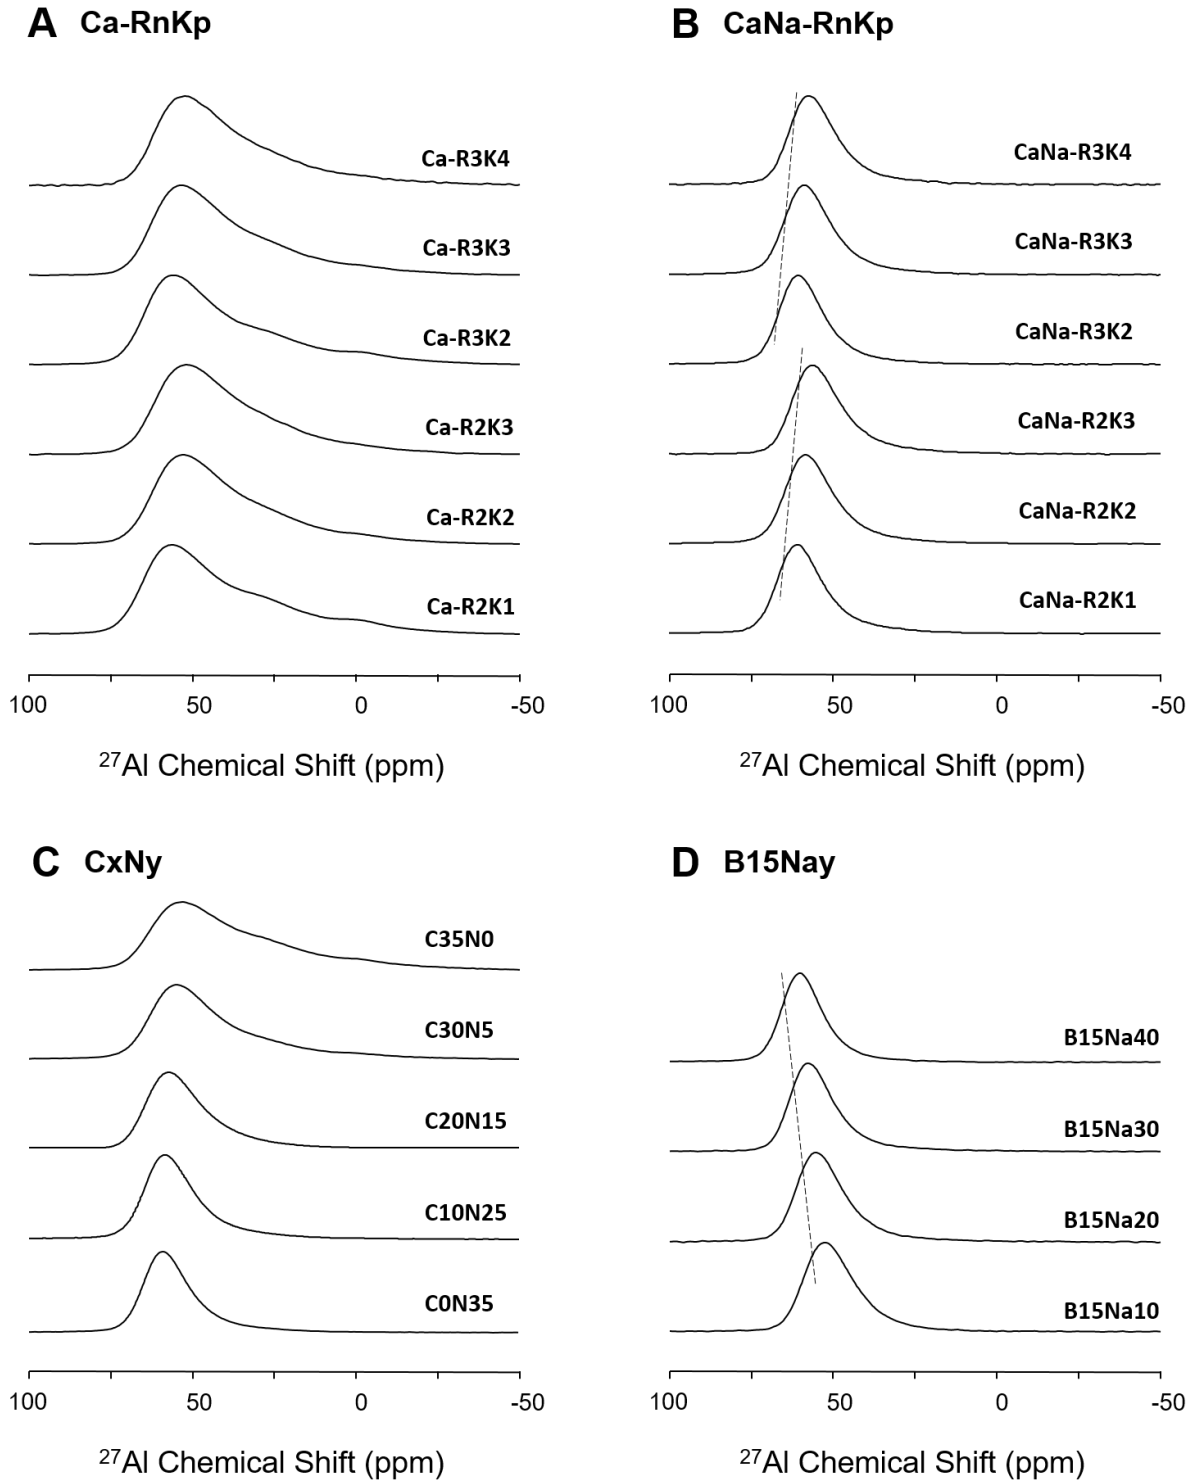 A Ca-RnKp
Ca-R3K4
Ca-R3K3
Ca-R3K2
Ca-R2K3
Ca-R2K2
Ca-R2K1
100 50 0 -50
²⁷Al Chemical Shift (ppm)
B CaNa-RnKp
CaNa-R3K4
CaNa-R3K3
CaNa-R3K2
CaNa-R2K3
CaNa-R2K2
CaNa-R2K1
100 50 0 -50
²⁷Al Chemical Shift (ppm)
C CxNy
C35N0
C30N5
C20N15
C10N25
C0N35
100 50 0 -50
²⁷Al Chemical Shift (ppm)
D B15Nay
B15Na40
B15Na30
B15Na20
B15Na10
100 50 0 -50
²⁷Al Chemical Shift (ppm)